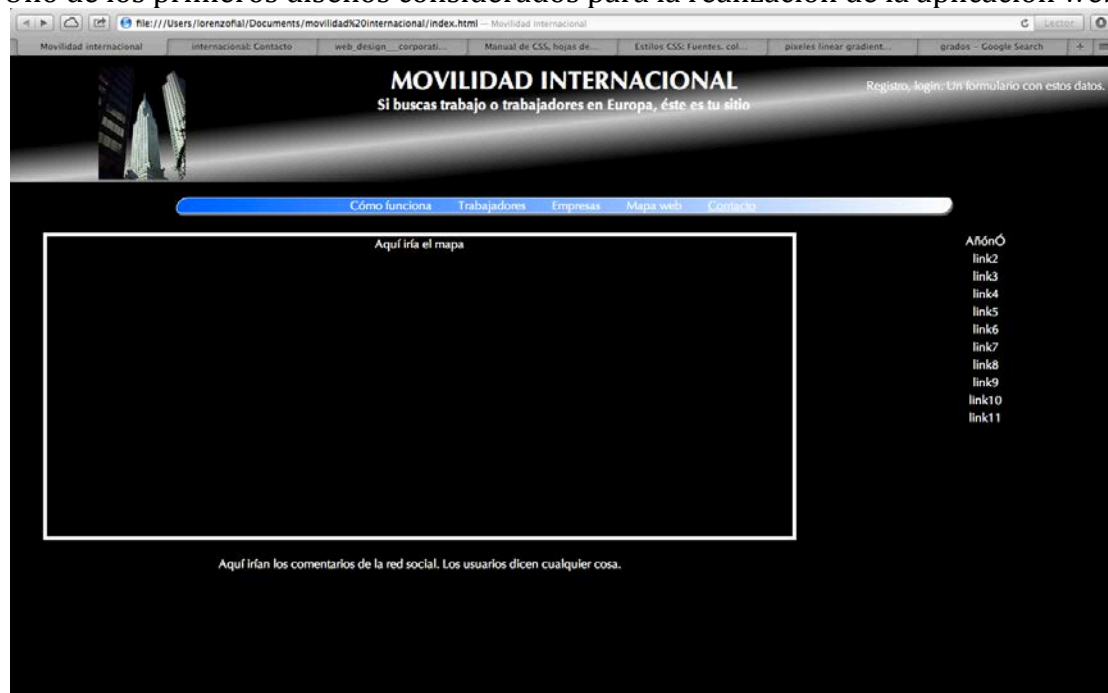 Uno de los primeros diseños considerados para la realización de la aplicación
file:///Users/lorenzofial/Documents/movilidad%20internacional/index.html — Movilidad internacional
Lector
Movilidad internacional
internacional: Contacto
web_design__corporati...
Manual de CSS, hojas de...
Estilos CSS: Fuentes, col...
pixeles linear gradient...
grados - Google Search
MOVILIDAD INTERNACIONAL
Si buscas trabajo o trabajadores en Europa, éste es tu sitio
Registro, login: Un formulario con estos datos.
Cómo funciona Trabajadores Empresas Mapa web Contacto
Aquí iría el mapa
AñónÓ
link2
link3
link4
link5
link6
link7
link8
link9
link10
link11
Aquí irían los comentarios de la red social. Los usuarios dicen cualquier cosa.